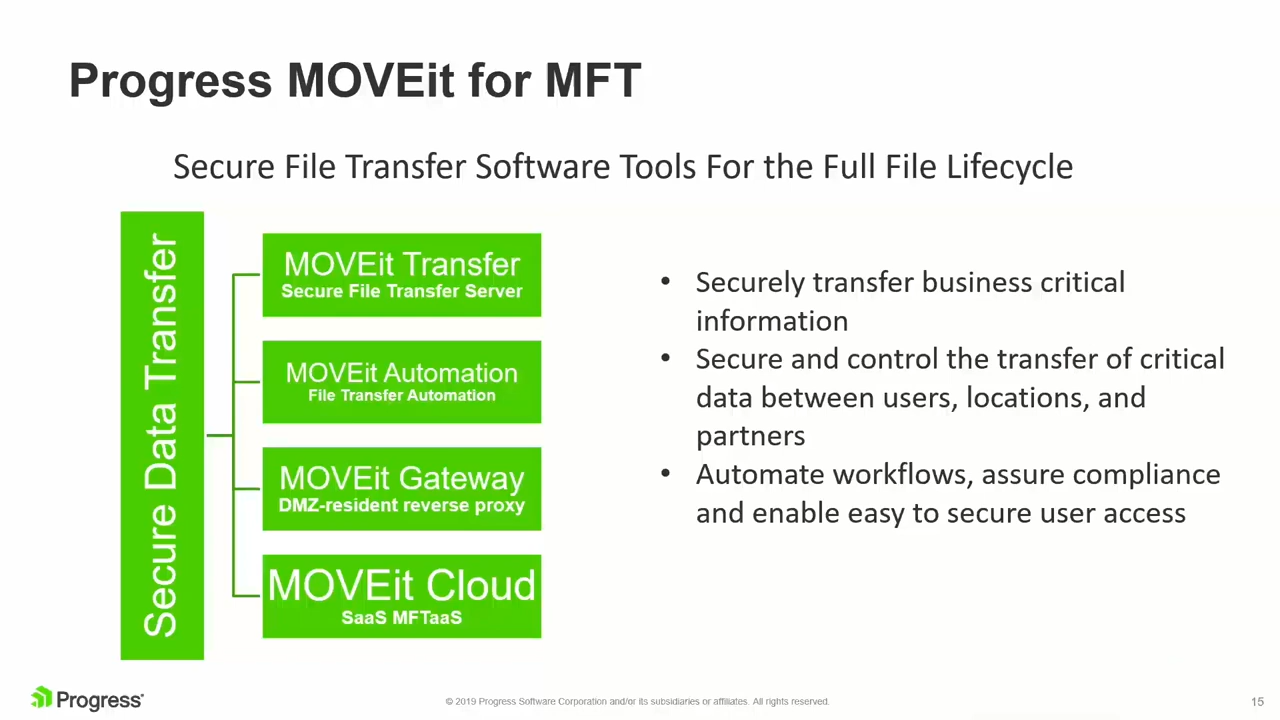 Progress MOVEit for MFT
Secure File Transfer Software Tools For the Full File Lifecycle
Secure Data Transfer
MOVEit Transfer
Secure File Transfer Server
MOVEit Automation
File Transfer Automation
MOVEit Gateway
DMZ-resident reverse proxy
MOVEit Cloud
SaaS MFTaaS
• Securely transfer business critical
information
• Secure and control the transfer of critical
data between users, locations, and
partners
• Automate workflows, assure compliance
and enable easy to secure user access
Progress
© 2019 Progress Software Corporation and/or its subsidiaries or affiliates. All rights reserved.
15